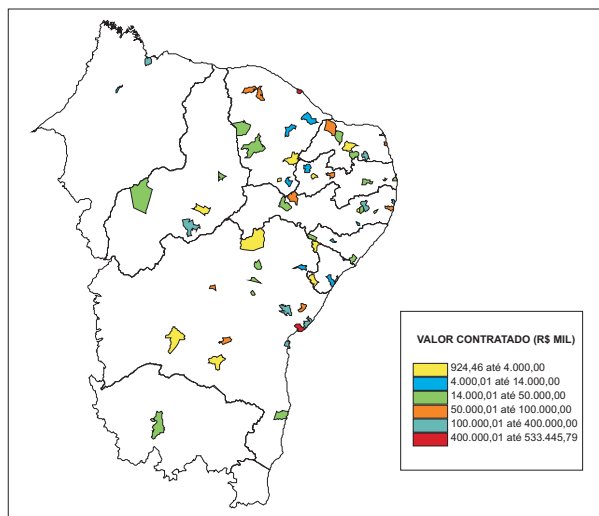 VALOR CONTRATADO (R$ MIL)
924,46 até 4.000,00
4.000,01 até 14.000,00
14.000,01 até 50.000,00
50.000,01 até 100.000,00
100.000,01 até 400.000,00
400.000,01 até 533.445,79